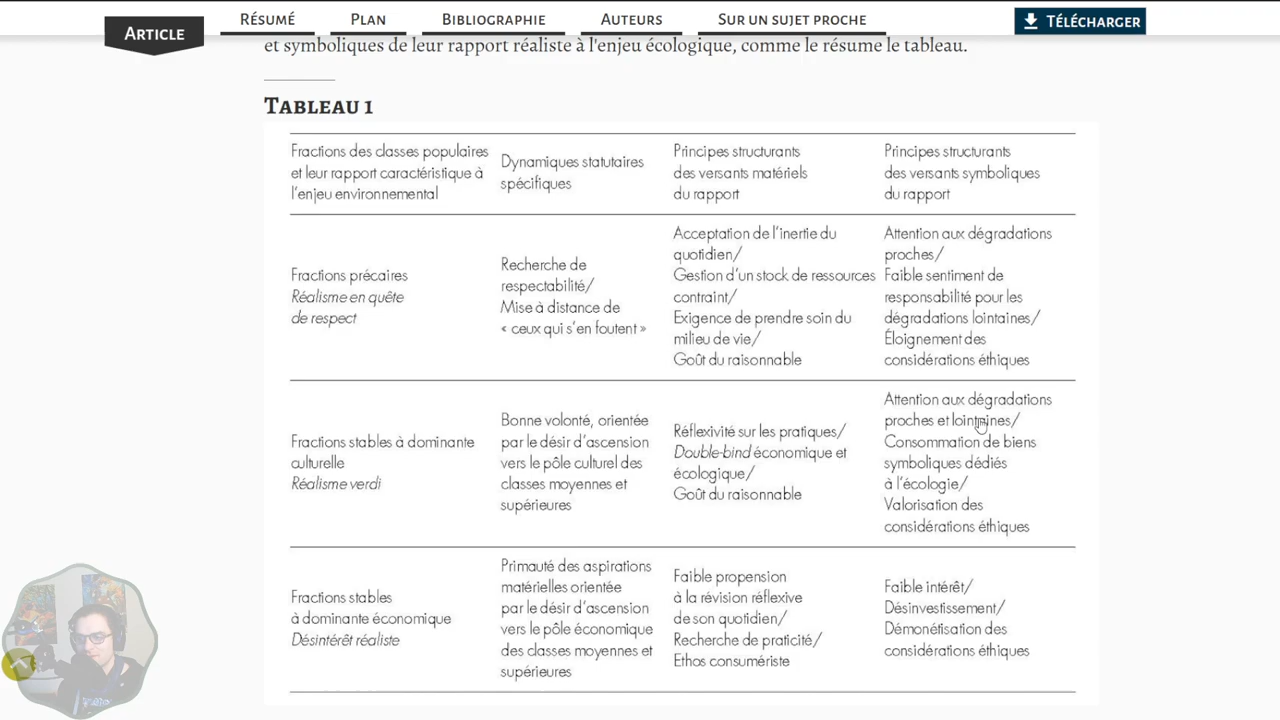 ARTICLE
RÉSUMÉ
PLAN
BIBLIOGRAPHIE
AUTEURS
SUR UN SUJET PROCHE
TÉLÉCHARGER
et symboliques de leur rapport réaliste à l'enjeu écologique, comme le résume le tableau.
TABLEAU 1
Fractions des classes populaires
et leur rapport caractéristique à
l'enjeu environnemental
Dynamiques statutaires
spécifiques
Principes structurants
des versants matériels
du rapport
Principes structurants
des versants symboliques
du rapport
Fractions précaires
Réalisme en quête
de respect
Recherche de
respectabilité/
Mise à distance de
« ceux qui s'en foutent »
Acceptation de l'inertie du
quotidien/
Gestion d'un stock de ressources
contraint/
Exigence de prendre soin du
milieu de vie/
Goût du raisonnable
Attention aux dégradations
proches/
Faible sentiment de
responsabilité pour les
dégradations lointaines/
Éloignement des
considérations éthiques
Fractions stables à dominante
culturelle
Réalisme verdi
Bonne volonté, orientée
par le désir d'ascension
vers le pôle culturel des
classes moyennes et
supérieures
Réflexivité sur les pratiques/
Double-bind économique et
écologique/
Goût du raisonnable
Attention aux dégradations
proches et lointaines/
Consommation de biens
symboliques dédiés
à l'écologie/
Valorisation des
considérations éthiques
Fractions stables
à dominante économique
Désintérêt réaliste
Primauté des aspirations
matérielles orientée
par le désir d'ascension
vers le pôle économique
des classes moyennes et
supérieures
Faible propension
à la révision réflexive
de son quotidien/
Recherche de praticité/
Ethos consumériste
Faible intérêt/
Désinvestissement/
Démonétisation des
considérations éthiques